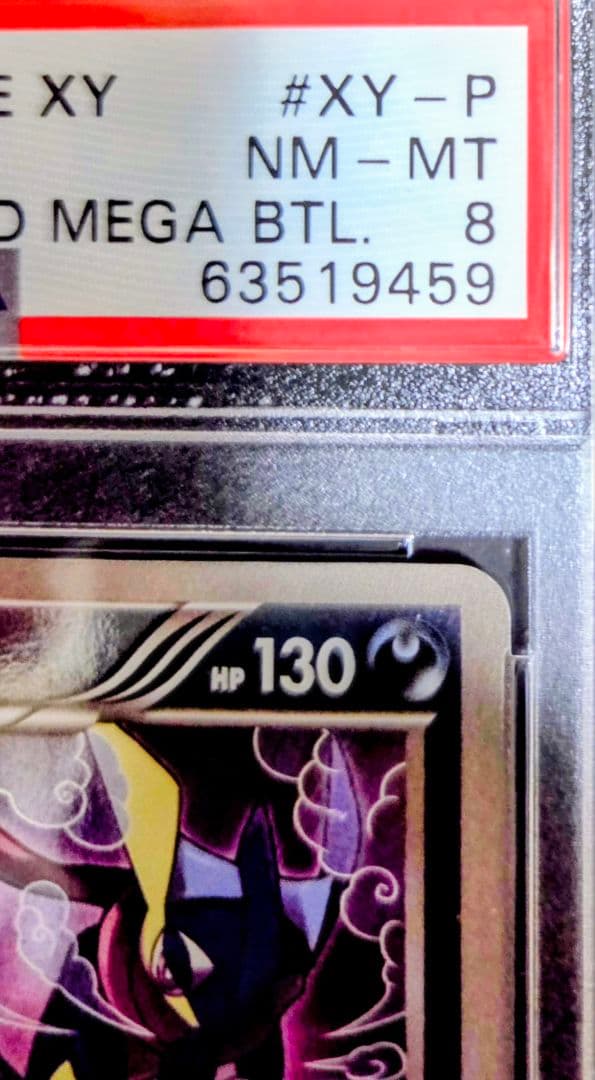 E XY #XY-P
NM-MT
D MEGA BTL. 8
63519459
HP 130